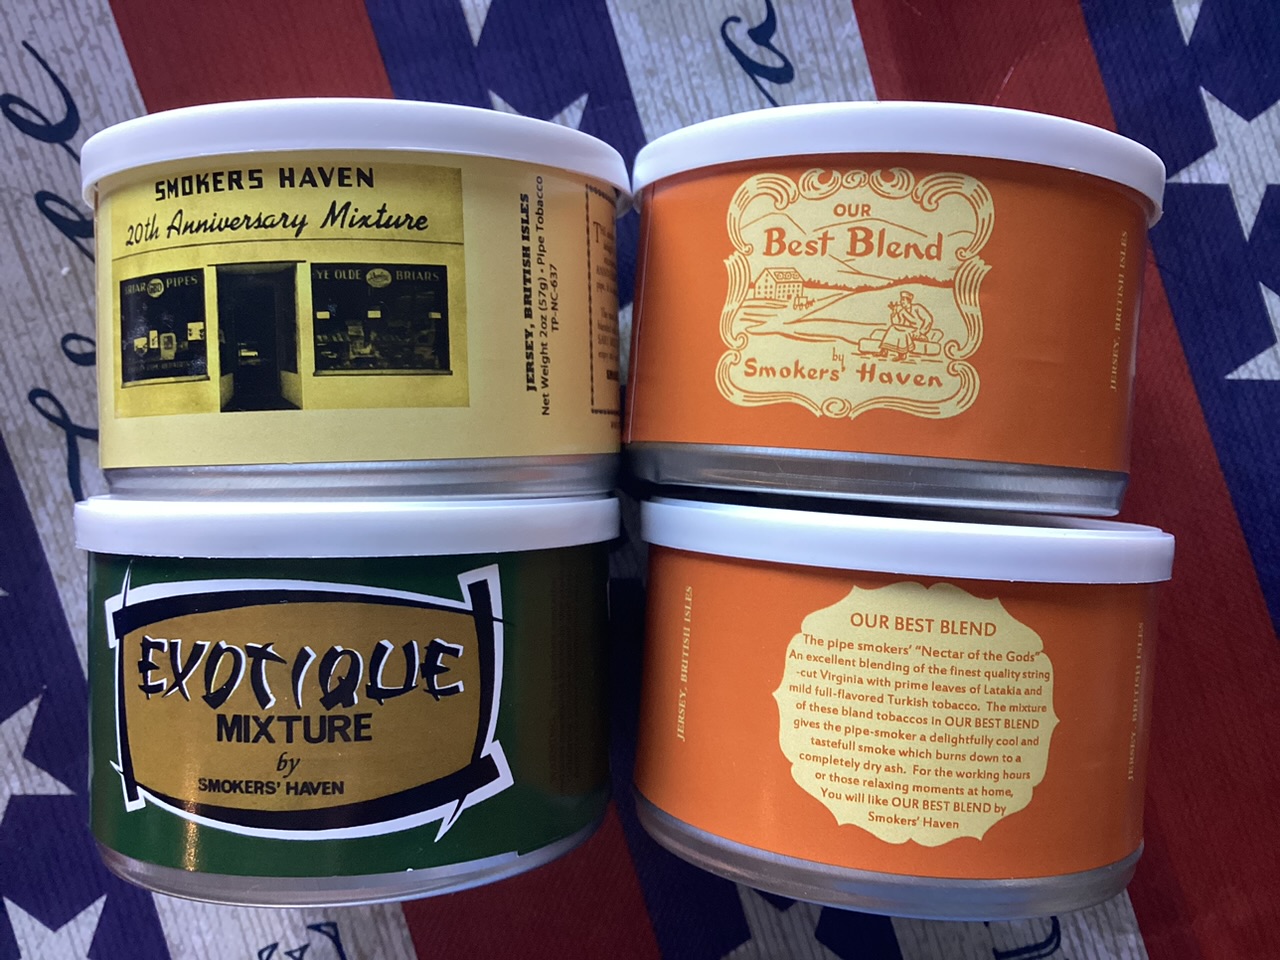 SMOKERS HAVEN
20th Anniversary Mixture
BRIAR PIPES
YE OLDE BRIARS
JERSEY, BRITISH ISLES
Net Weight 2oz (57g) • Pipe Tobacco
TP-NC-637
OUR
Best Blend
by
Smokers' Haven
JERSEY, BRITISH ISLES
EXOTIQUE
MIXTURE
by
SMOKERS' HAVEN
JERSEY, BRITISH ISLES
OUR BEST BLEND
The pipe smokers' "Nectar of the Gods"
An excellent blending of the finest quality string
-cut Virginia with prime leaves of Latakia and
mild full-flavored Turkish tobacco. The mixture
of these bland tobaccos in OUR BEST BLEND
gives the pipe-smoker a delightfully cool and
tastefull smoke which burns down to a
completely dry ash. For the working hours
or those relaxing moments at home,
You will like OUR BEST BLEND by
Smokers' Haven
JERSEY, BRITISH ISLES